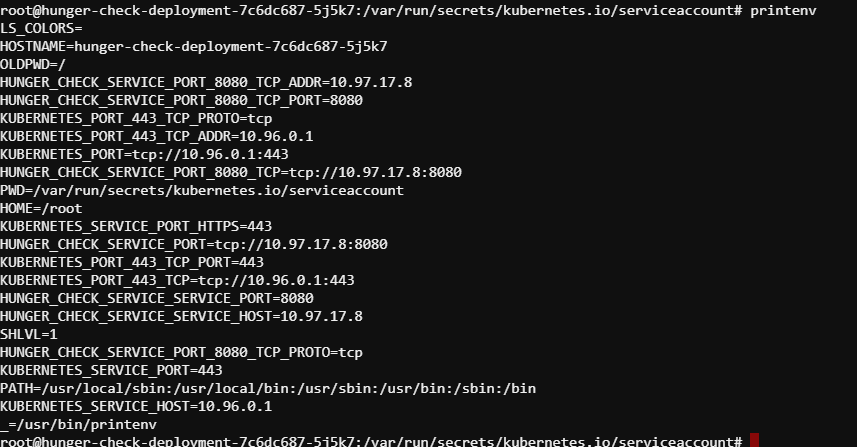 root@hunger-check-deployment-7c6dc687-5j5k7:/var/run/secrets/kubernetes.io/serviceaccount# printenv
LS_COLORS=
HOSTNAME=hunger-check-deployment-7c6dc687-5j5k7
OLDPWD=/
HUNGER_CHECK_SERVICE_PORT_8080_TCP_ADDR=10.97.17.8
HUNGER_CHECK_SERVICE_PORT_8080_TCP_PORT=8080
KUBERNETES_PORT_443_TCP_PROTO=tcp
KUBERNETES_PORT_443_TCP_ADDR=10.96.0.1
KUBERNETES_PORT=tcp://10.96.0.1:443
HUNGER_CHECK_SERVICE_PORT_8080_TCP=tcp://10.97.17.8:8080
PWD=/var/run/secrets/kubernetes.io/serviceaccount
HOME=/root
KUBERNETES_SERVICE_PORT_HTTPS=443
HUNGER_CHECK_SERVICE_PORT=tcp://10.97.17.8:8080
KUBERNETES_PORT_443_TCP_PORT=443
KUBERNETES_PORT_443_TCP=tcp://10.96.0.1:443
HUNGER_CHECK_SERVICE_SERVICE_PORT=8080
HUNGER_CHECK_SERVICE_SERVICE_HOST=10.97.17.8
SHLVL=1
HUNGER_CHECK_SERVICE_PORT_8080_TCP_PROTO=tcp
KUBERNETES_SERVICE_PORT=443
PATH=/usr/local/sbin:/usr/local/bin:/usr/sbin:/usr/bin:/sbin:/bin
KUBERNETES_SERVICE_HOST=10.96.0.1
_=/usr/bin/printenv
root@hunger-check-deployment-7c6dc687-5j5k7:/var/run/secrets/kubernetes.io/serviceaccount#